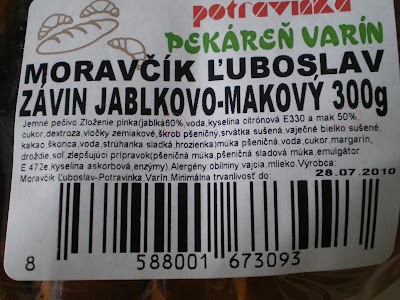 potravinka
PEKÁREŇ VARÍN
MORAVČÍK ĽUBOSLAV
ZÁVIN JABLKOVO-MAKOVÝ 300g
Jemné pečivo.Zloženie:plnka(jablká60%,voda,kyselina citrónová E330 a mak 50%,
cukor,dextroza,vločky zemiakové,škrob pšeničný,srvátka sušená,vaječné bielko sušené,
kakao,škorica,voda,strúhanka sladká,hrozienka)múka pšeničná,voda,cukor,margarín,
droždie,soľ,zlepšujúci prípravok(pšeničná múka,pšeničná sladová múka,emulgátor
E 472e,kyselina askorbová,enzýmy).Alergény:obilniny,vajcia,mlieko.Výrobca:
Moravčík Ľuboslav-Potravinka,Varín.Minimálna trvanlivosť do: 28.07.2010
8 588001 673093